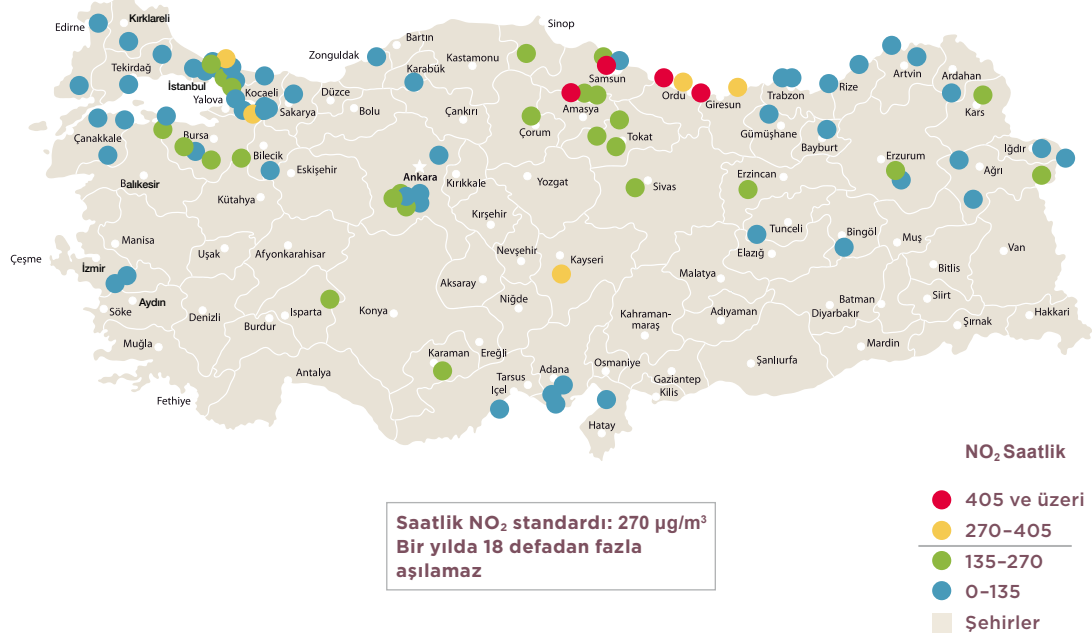 Edirne
Kırklareli
Tekirdağ
İstanbul
Yalova
Kocaeli
Sakarya
Düzce
Bolu
Zonguldak
Bartın
Karabük
Kastamonu
Sinop
Çankırı
Samsun
Amasya
Çorum
Tokat
Ordu
Giresun
Trabzon
Gümüşhane
Bayburt
Rize
Artvin
Ardahan
Kars
Iğdır
Ağrı
Erzurum
Erzincan
Sivas
Yozgat
Kırıkkale
Ankara
Kırşehir
Eskişehir
Bilecik
Bursa
Çanakkale
Balıkesir
Kütahya
Manisa
Çeşme
İzmir
Uşak
Afyonkarahisar
Aydın
Söke
Denizli
Muğla
Fethiye
Burdur
Isparta
Antalya
Konya
Aksaray
Nevşehir
Niğde
Kayseri
Karaman
Ereğli
Tarsus
Içel
Adana
Osmaniye
Hatay
Kahraman-
maraş
Gaziantep
Kilis
Şanlıurfa
Adıyaman
Malatya
Elazığ
Tunceli
Bingöl
Muş
Bitlis
Van
Batman
Diyarbakır
Siirt
Mardin
Şırnak
Hakkari
Saatlik NO₂ standardı: 270 µg/m³
Bir yılda 18 defadan fazla
aşılamaz
NO₂ Saatlik
405 ve üzeri
270–405
135–270
0–135
Şehirler